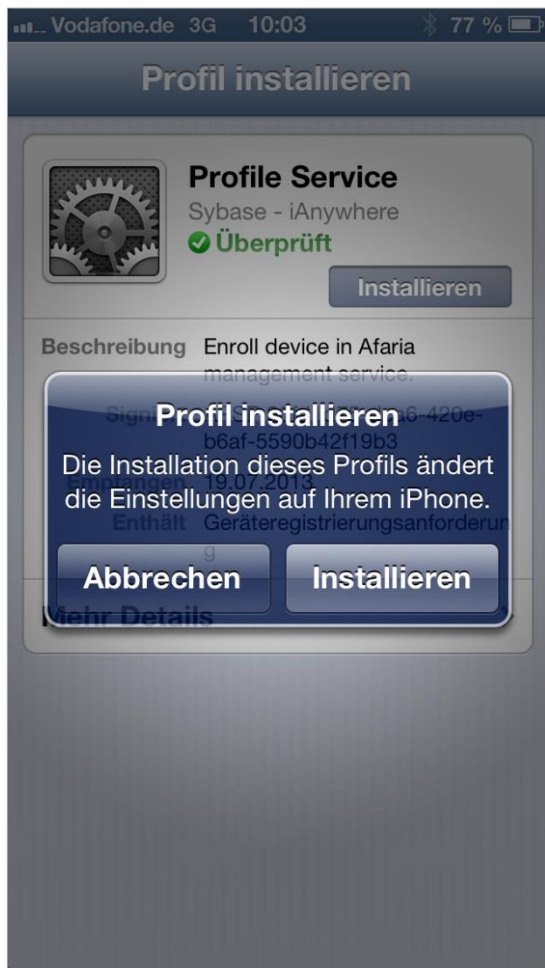 Vodafone.de 3G 10:03 77 %
Profil installieren
Profile Service
Sybase - iAnywhere
Überprüft
Installieren
Beschreibung Enroll device in Afaria
management service.
Profil installieren
b6af-5590b42f19b3
Die Installation dieses Profils ändert
Empfangen 19.07.2013
die Einstellungen auf Ihrem iPhone.
Enthält Geräteregistrierungsanforderun
g
Abbrechen Installieren
Mehr Details